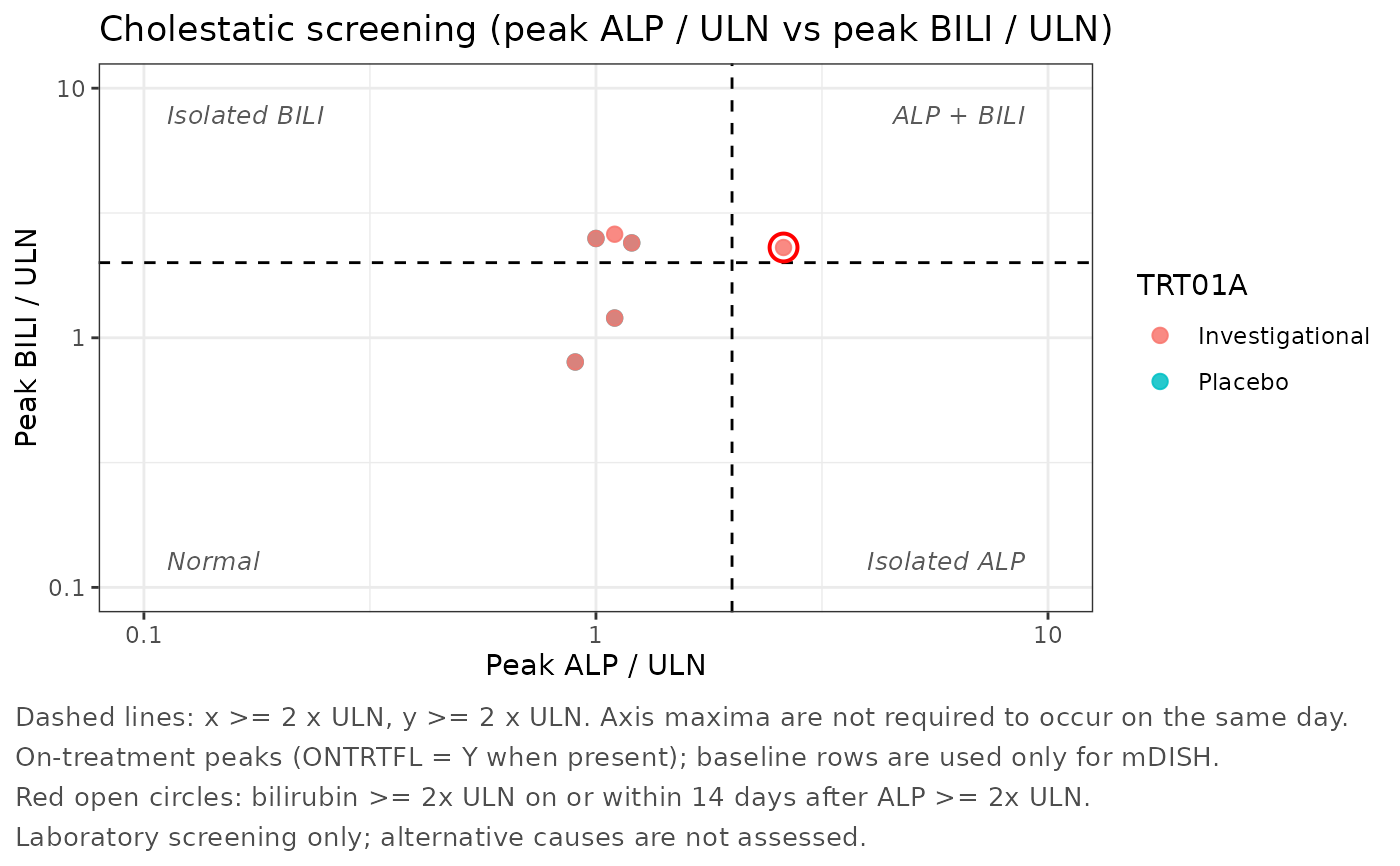 Cholestatic screening (peak ALP / ULN vs peak BILI / ULN)
10
1
0.1
Peak BILI / ULN
Isolated BILI
ALP + BILI
Normal
Isolated ALP
0.1
1
10
Peak ALP / ULN
TRT01A
Investigational
Placebo
Dashed lines: x >= 2 x ULN, y >= 2 x ULN. Axis maxima are not required to occur on the same day.
On-treatment peaks (ONTRTFL = Y when present); baseline rows are used only for mDISH.
Red open circles: bilirubin >= 2x ULN on or within 14 days after ALP >= 2x ULN.
Laboratory screening only; alternative causes are not assessed.